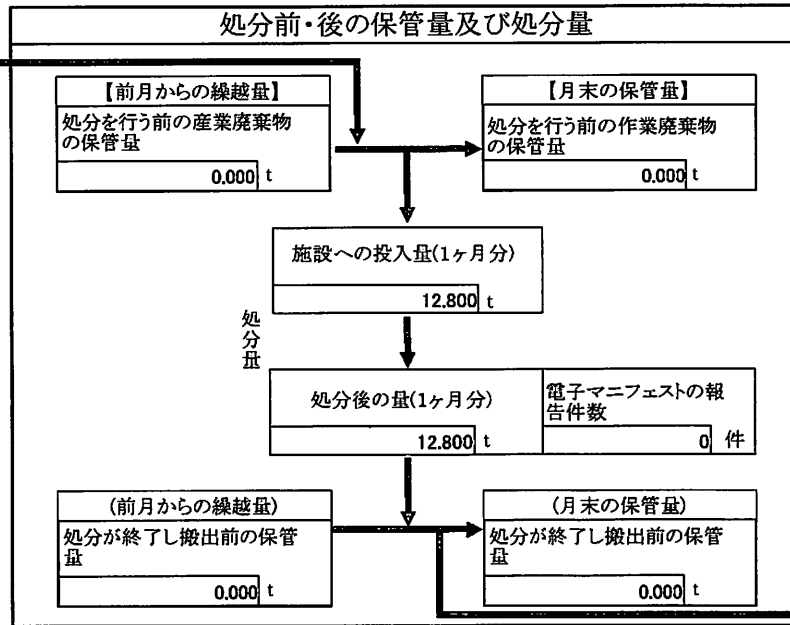 処分前・後の保管量及び処分量
【前月からの繰越量】
処分を行う前の産業廃棄物
の保管量
0.000 t
【月末の保管量】
処分を行う前の作業廃棄物
の保管量
0.000 t
施設への投入量(1ヶ月分)
12.800 t
処分量
処分後の量(1ヶ月分)
12.800 t
電子マニフェストの報
告件数
0 件
(前月からの繰越量)
処分が終了し搬出前の保管
量
0.000 t
(月末の保管量)
処分が終了し搬出前の保管
量
0.000 t